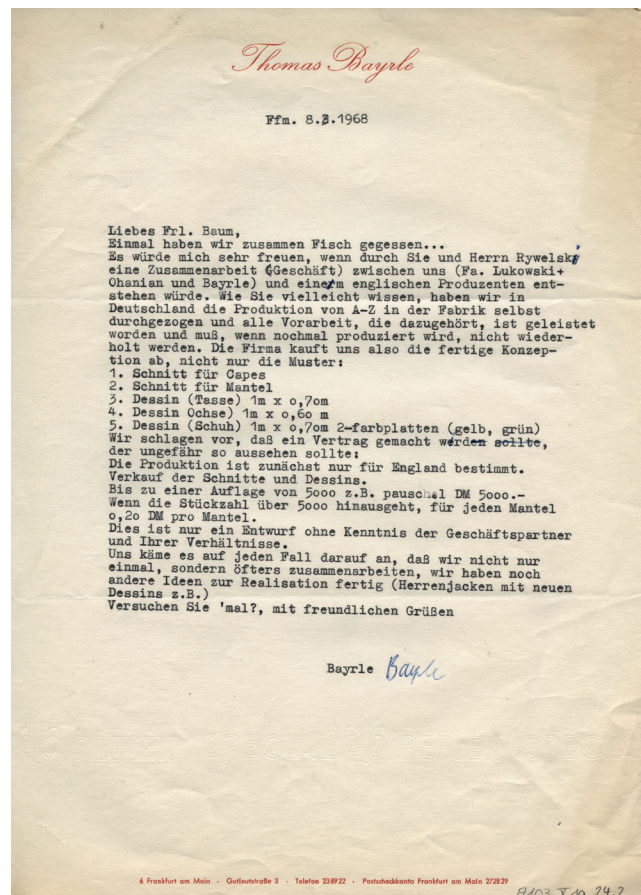 Thomas Bayrle
Ffm. 8.3.1968
Liebes Frl. Baum,
Einmal haben wir zusammen Fisch gegessen...
Es würde mich sehr freuen, wenn durch Sie und Herrn Rywelsky
eine Zusammenarbeit (Geschäft) zwischen uns (Fa. Lukowski+
Ohanian und Bayrle) und einem englischen Produzenten ent-
stehen würde. Wie Sie vielleicht wissen, haben wir in
Deutschland die Produktion von A-Z in der Fabrik selbst
durchgezogen und alle Vorarbeit, die dazugehört, ist geleistet
worden und muß, wenn nochmal produziert wird, nicht wieder-
holt werden. Die Firma kauft uns also die fertige Konzep-
tion ab, nicht nur die Muster:
1. Schnitt für Capes
2. Schnitt für Mantel
3. Dessin (Tasse) 1m x o,7om
4. Dessin Ochse) 1m x o,6o m
5. Dessin (Schuh) 1m x o,7om 2-farbplatten (gelb, grün)
Wir schlagen vor, daß ein Vertrag gemacht werden sollte,
der ungefähr so aussehen sollte:
Die Produktion ist zunächst nur für England bestimmt.
Verkauf der Schnitte und Dessins.
Bis zu einer Auflage von 5ooo z.B. pauschal DM 5ooo.-
Wenn die Stückzahl über 5ooo hinausgeht, für jeden Mantel
o,2o DM pro Mantel.
Dies ist nur ein Entwurf ohne Kenntnis der Geschäftspartner
und Ihrer Verhältnisse.
Uns käme es auf jeden Fall darauf an, daß wir nicht nur
einmal, sondern öfters zusammenarbeiten, wir haben noch
andere Ideen zur Realisation fertig (Herrenjacken mit neuen
Dessins z.B.)
Versuchen Sie 'mal?, mit freundlichen Grüßen
Bayrle Bayrle
6 Frankfurt am Main · Gutleutstraße 3 · Telefon 238922 · Postscheckkonto Frankfurt am Main 272829